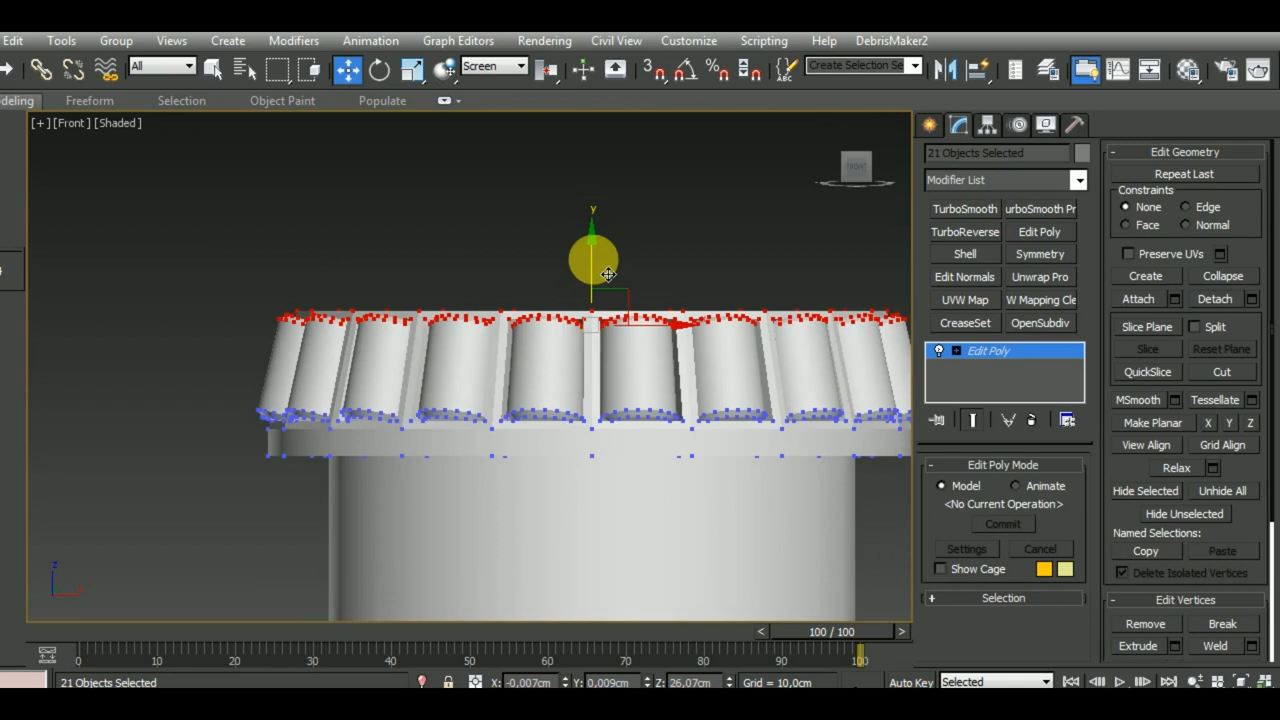 Edit Tools Group Views Create Modifiers Animation Graph Editors Rendering Civil View Customize Scripting Help DebrisMaker2
All Screen 3 % ABC Create Selection Se
deling Freeform Selection Object Paint Populate
[+] [Front] [Shaded]
FRONT
y
z
21 Objects Selected
Modifier List
TurboSmooth urboSmooth Pr
TurboReverse Edit Poly
Shell Symmetry
Edit Normals Unwrap Pro
UVW Map W Mapping Cle
CreaseSet OpenSubdiv
Edit Poly
- Edit Poly Mode
Model Animate
<No Current Operation>
Commit
Settings Cancel
Show Cage
+ Selection
- Edit Geometry
Repeat Last
Constraints
None Edge
Face Normal
Preserve UVs
Create Collapse
Attach Detach
Slice Plane Split
Slice Reset Plane
QuickSlice Cut
MSmooth Tessellate
Make Planar X Y Z
View Align Grid Align
Relax
Hide Selected Unhide All
Hide Unselected
Named Selections:
Copy Paste
Delete Isolated Vertices
- Edit Vertices
Remove Break
Extrude Weld
< 100 / 100 >
0 10 20 30 40 50 60 70 80 90 100
21 Objects Selected X: -0,007cm Y: 0,009cm Z: 26,07cm Grid = 10,0cm Auto Key Selected